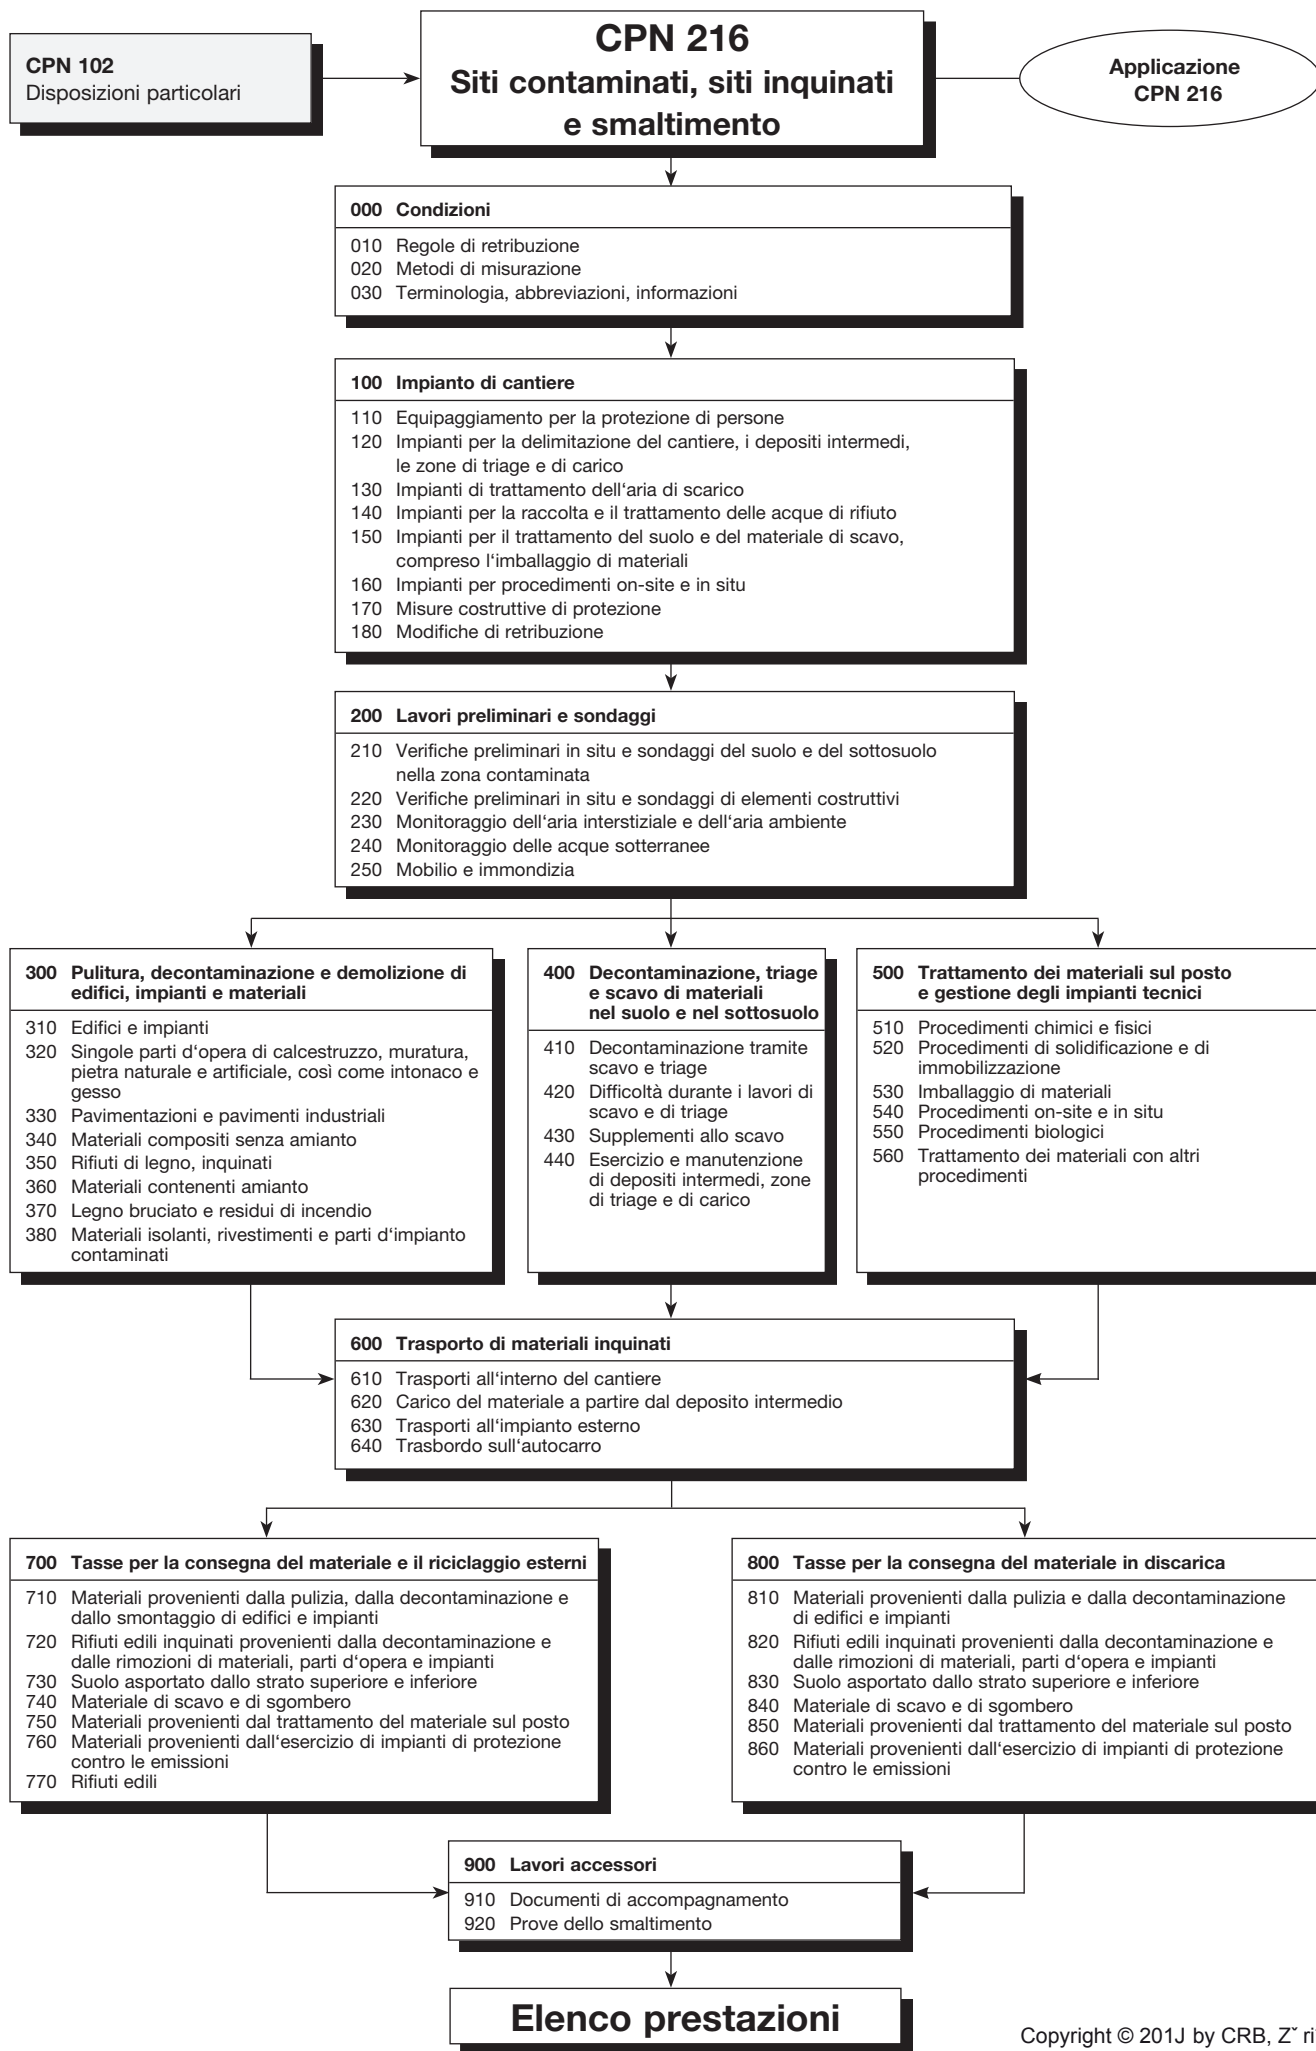 CPN 102
Disposizioni particolari
CPN 216
Siti contaminati, siti inquinati
e smaltimento
Applicazione
CPN 216
000 Condizioni
010 Regole di retribuzione
020 Metodi di misurazione
030 Terminologia, abbreviazioni, informazioni
100 Impianto di cantiere
110 Equipaggiamento per la protezione di persone
120 Impianti per la delimitazione del cantiere, i depositi intermedi,
le zone di triage e di carico
130 Impianti di trattamento dell‘aria di scarico
140 Impianti per la raccolta e il trattamento delle acque di rifiuto
150 Impianti per il trattamento del suolo e del materiale di scavo,
compreso l‘imballaggio di materiali
160 Impianti per procedimenti on-site e in situ
170 Misure costruttive di protezione
180 Modifiche di retribuzione
200 Lavori preliminari e sondaggi
210 Verifiche preliminari in situ e sondaggi del suolo e del sottosuolo
nella zona contaminata
220 Verifiche preliminari in situ e sondaggi di elementi costruttivi
230 Monitoraggio dell‘aria interstiziale e dell‘aria ambiente
240 Monitoraggio delle acque sotterranee
250 Mobilio e immondizia
300 Pulitura, decontaminazione e demolizione di
edifici, impianti e materiali
310 Edifici e impianti
320 Singole parti d‘opera di calcestruzzo, muratura,
pietra naturale e artificiale, così come intonaco e
gesso
330 Pavimentazioni e pavimenti industriali
340 Materiali compositi senza amianto
350 Rifiuti di legno, inquinati
360 Materiali contenenti amianto
370 Legno bruciato e residui di incendio
380 Materiali isolanti, rivestimenti e parti d‘impianto
contaminati
400 Decontaminazione, triage
e scavo di materiali
nel suolo e nel sottosuolo
410 Decontaminazione tramite
scavo e triage
420 Difficoltà durante i lavori di
scavo e di triage
430 Supplementi allo scavo
440 Esercizio e manutenzione
di depositi intermedi, zone
di triage e di carico
500 Trattamento dei materiali sul posto
e gestione degli impianti tecnici
510 Procedimenti chimici e fisici
520 Procedimenti di solidificazione e di
immobilizzazione
530 Imballaggio di materiali
540 Procedimenti on-site e in situ
550 Procedimenti biologici
560 Trattamento dei materiali con altri
procedimenti
600 Trasporto di materiali inquinati
610 Trasporti all‘interno del cantiere
620 Carico del materiale a partire dal deposito intermedio
630 Trasporti all‘impianto esterno
640 Trasbordo sull‘autocarro
700 Tasse per la consegna del materiale e il riciclaggio esterni
710 Materiali provenienti dalla pulizia, dalla decontaminazione e
dallo smontaggio di edifici e impianti
720 Rifiuti edili inquinati provenienti dalla decontaminazione e
dalle rimozioni di materiali, parti d‘opera e impianti
730 Suolo asportato dallo strato superiore e inferiore
740 Materiale di scavo e di sgombero
750 Materiali provenienti dal trattamento del materiale sul posto
760 Materiali provenienti dall‘esercizio di impianti di protezione
contro le emissioni
770 Rifiuti edili
800 Tasse per la consegna del materiale in discarica
810 Materiali provenienti dalla pulizia e dalla decontaminazione
di edifici e impianti
820 Rifiuti edili inquinati provenienti dalla decontaminazione e
dalle rimozioni di materiali, parti d‘opera e impianti
830 Suolo asportato dallo strato superiore e inferiore
840 Materiale di scavo e di sgombero
850 Materiali provenienti dal trattamento del materiale sul posto
860 Materiali provenienti dall‘esercizio di impianti di protezione
contro le emissioni
900 Lavori accessori
910 Documenti di accompagnamento
920 Prove dello smaltimento
Elenco prestazioni
Copyright © 201J by CRB, Zˇ ri